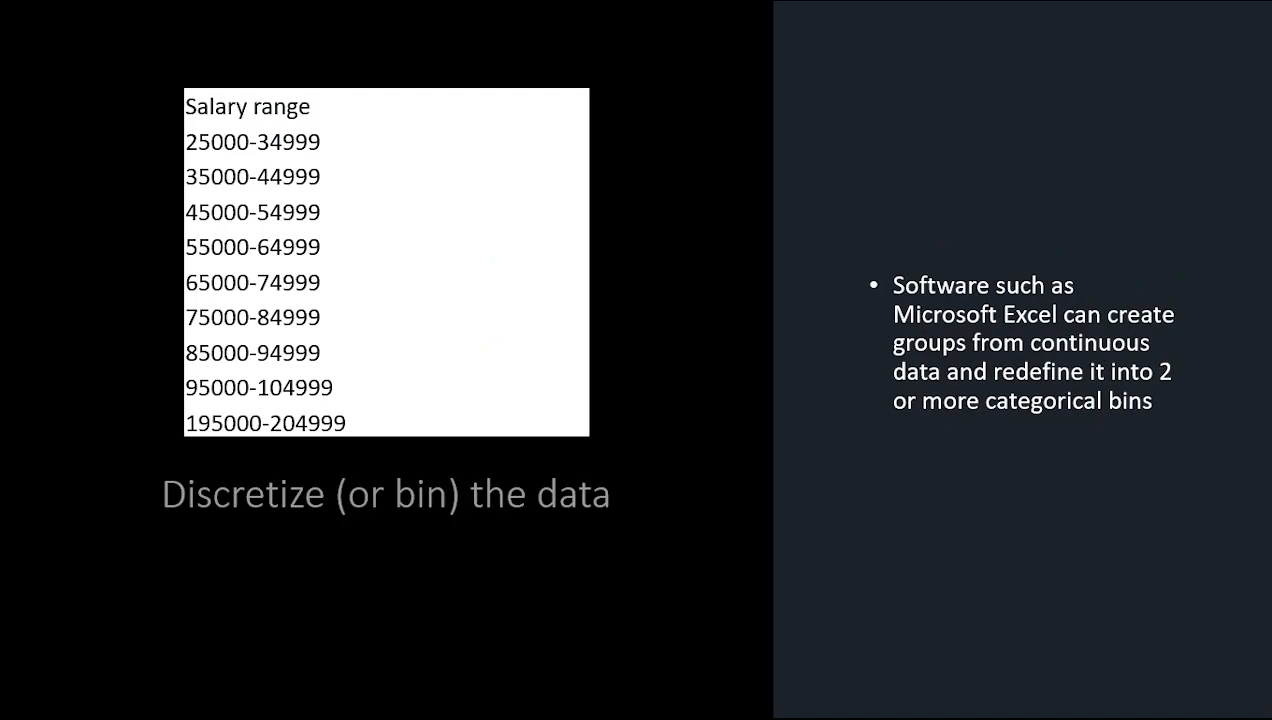 Salary range
25000-34999
35000-44999
45000-54999
55000-64999
65000-74999
75000-84999
85000-94999
95000-104999
195000-204999
Discretize (or bin) the data
• Software such as
Microsoft Excel can create
groups from continuous
data and redefine it into 2
or more categorical bins